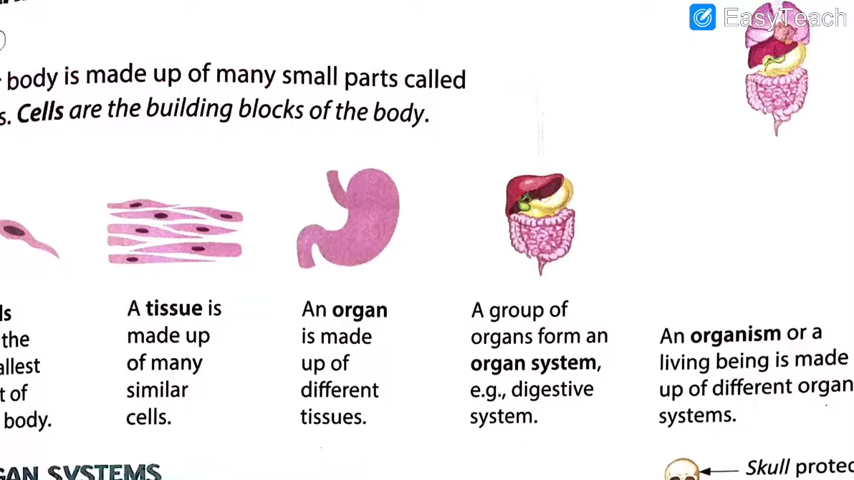 EasyTeach
body is made up of many small parts called
s. Cells are the building blocks of the body.
ls
the
allest
t of
body.
A tissue is
made up
of many
similar
cells.
An organ
is made
up of
different
tissues.
A group of
organs form an
organ system,
e.g., digestive
system.
An organism or a
living being is made
up of different organ
systems.
GAN SYSTEMS
Skull protec